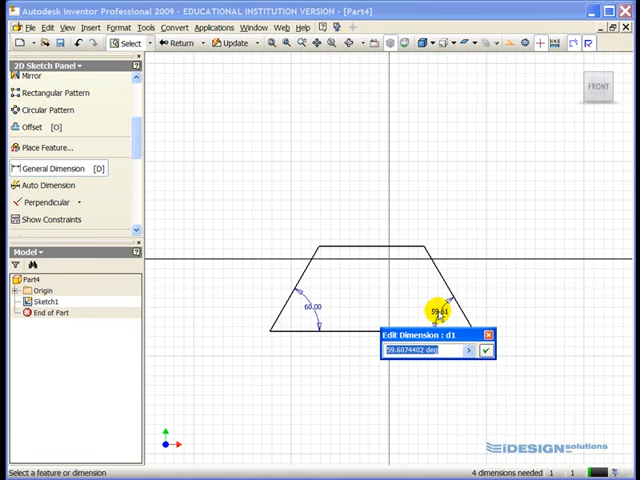 Autodesk Inventor Professional 2009 - EDUCATIONAL INSTITUTION VERSION - [Part4]
File Edit View Insert Format Tools Convert Applications Window Web Help
Select Return Update
2D Sketch Panel
Mirror
Rectangular Pattern
Circular Pattern
Offset [O]
Place Feature...
General Dimension [D]
Auto Dimension
Perpendicular
Show Constraints
Model
Part4
Origin
Sketch1
End of Part
FRONT
60.00
59.61
Edit Dimension : d1
59.6074402 deg
iDESIGN solutions
Select a feature or dimension
4 dimensions needed 1 1